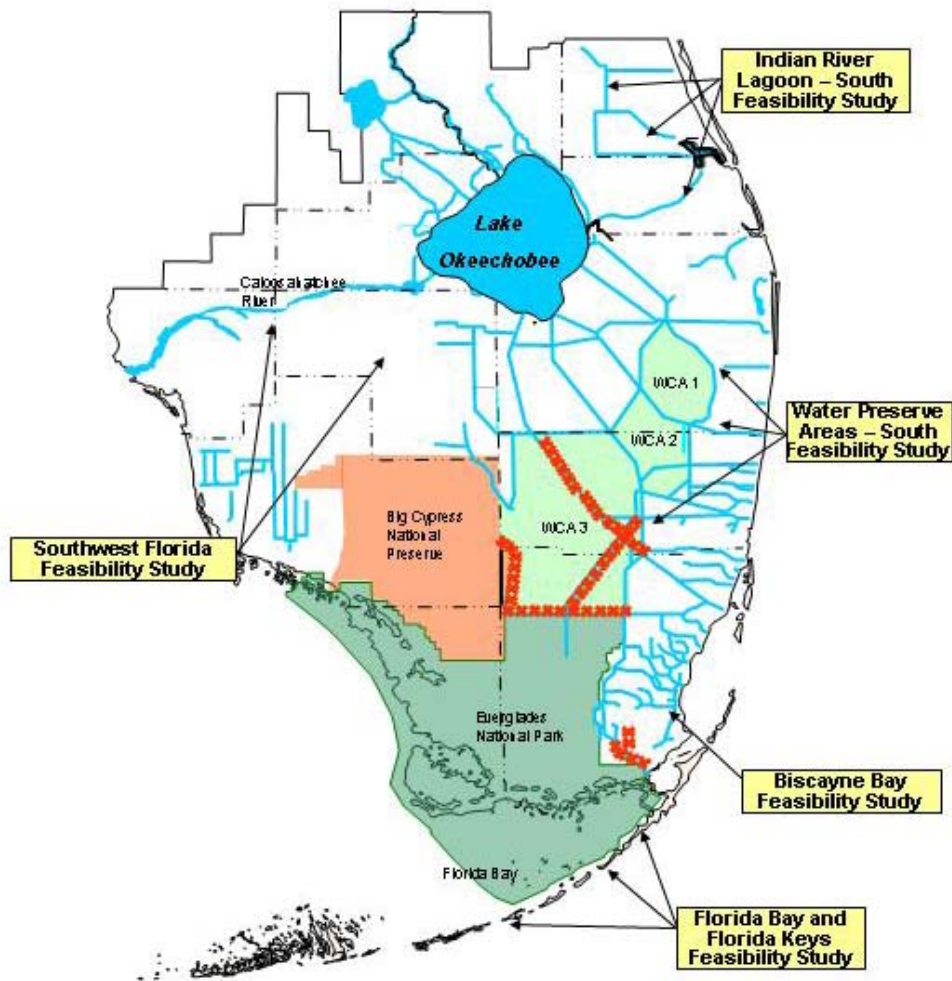 Indian River
Lagoon – South
Feasibility Study
Lake
Okeechobee
Caloosahatchee
River
WCA 1
Water Preserve
Areas – South
Feasibility Study
WCA 2
Big Cypress
National
Preserve
WCA 3
Southwest Florida
Feasibility Study
Everglades
National Park
Biscayne Bay
Feasibility Study
Florida Bay
Florida Bay and
Florida Keys
Feasibility Study